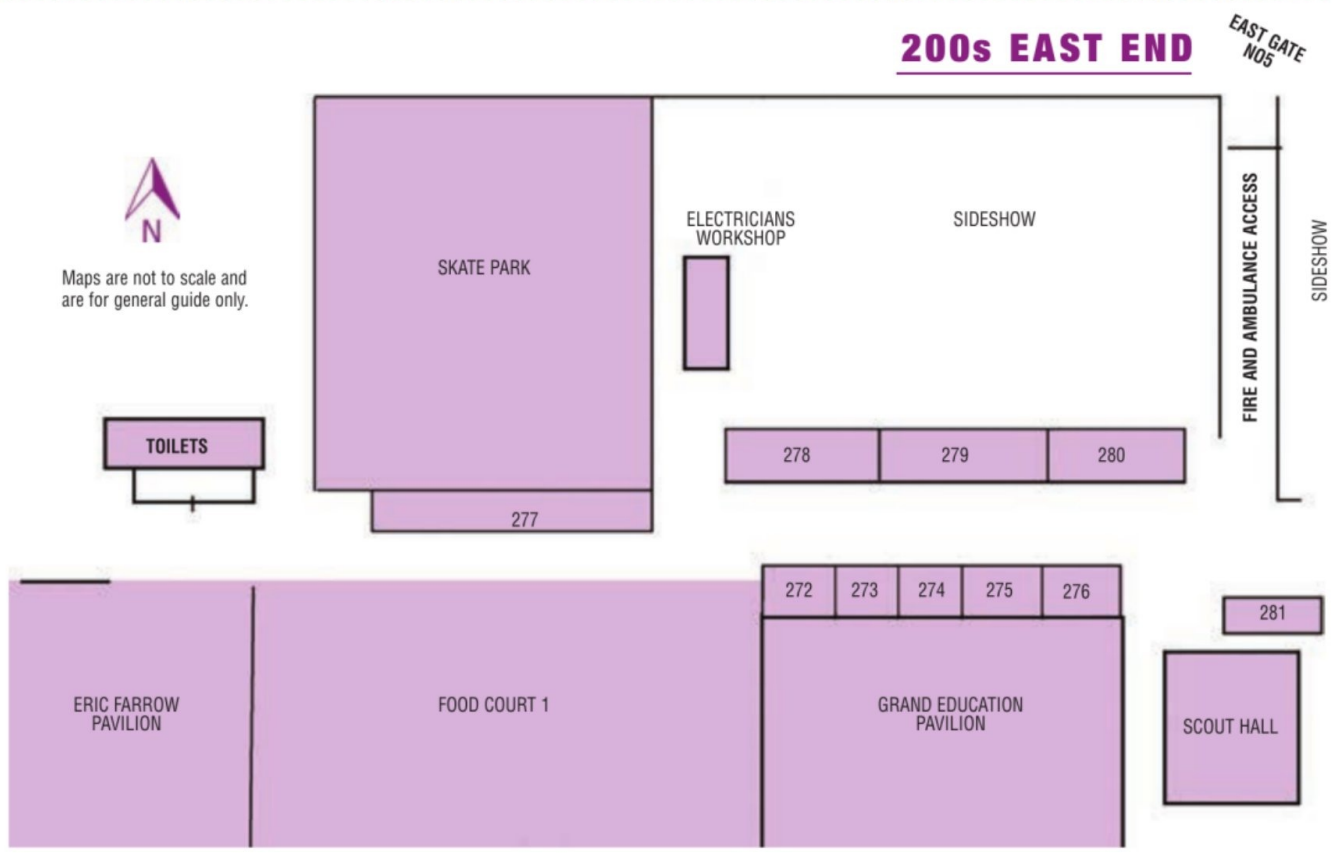 200s EAST END
EAST GATE
NO5
N
Maps are not to scale and
are for general guide only.
SKATE PARK
ELECTRICIANS
WORKSHOP
SIDESHOW
FIRE AND AMBULANCE ACCESS
SIDESHOW
TOILETS
278
279
280
277
272
273
274
275
276
281
ERIC FARROW
PAVILION
FOOD COURT 1
GRAND EDUCATION
PAVILION
SCOUT HALL